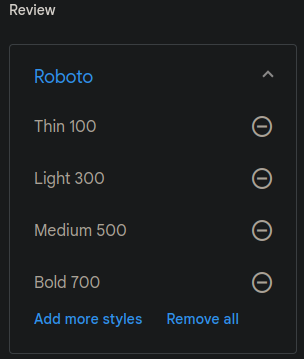 Review
Roboto
Thin 100
Light 300
Medium 500
Bold 700
Add more styles Remove all